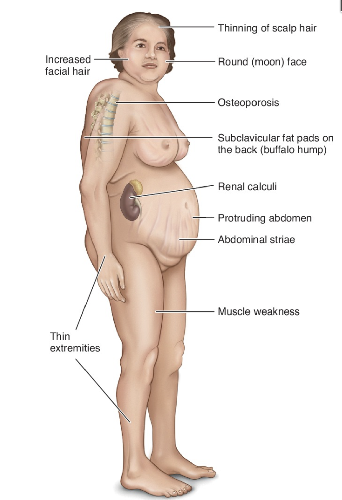 Thinning of scalp hair
Increased
facial hair
Round (moon) face
Osteoporosis
Subclavicular fat pads on
the back (buffalo hump)
Renal calculi
Protruding abdomen
Abdominal striae
Muscle weakness
Thin
extremities